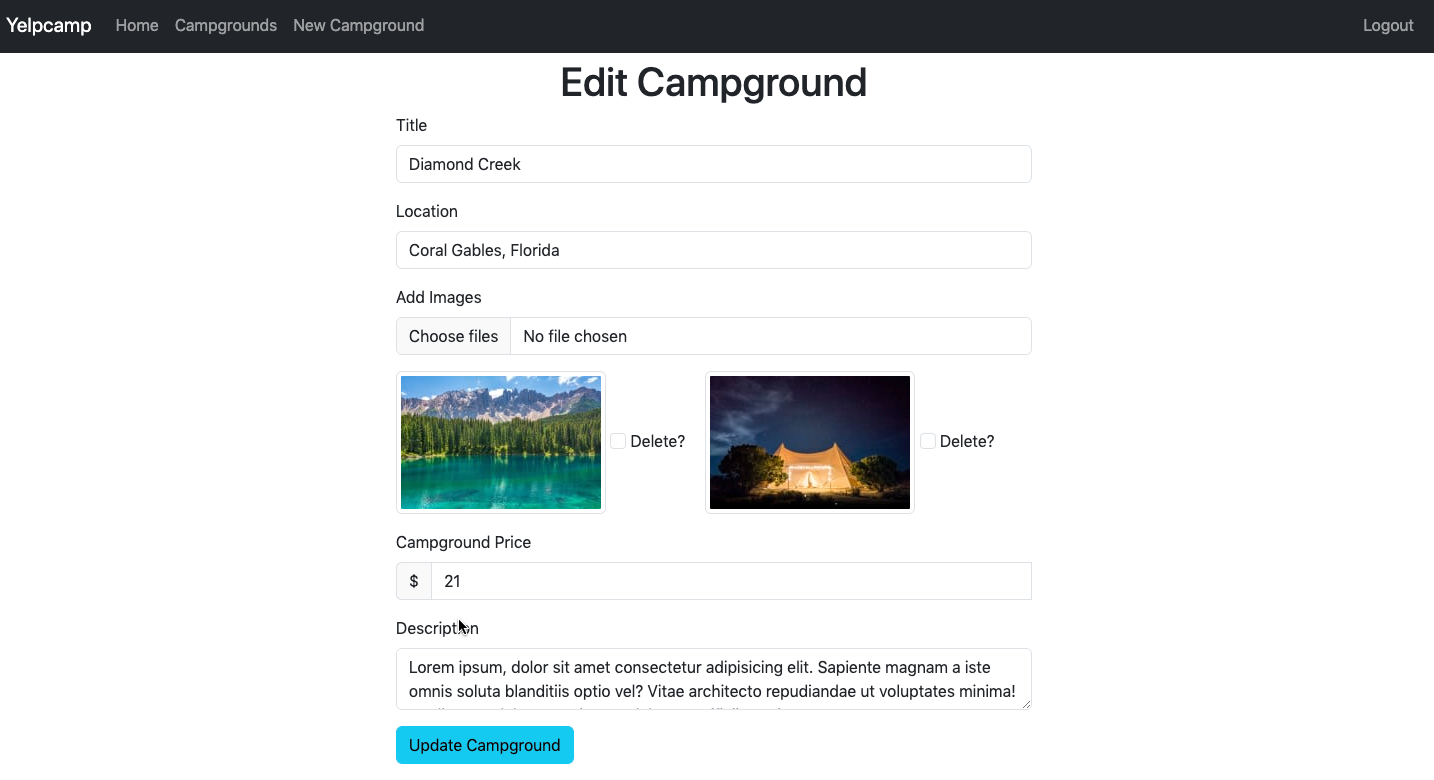 Yelpcamp Home Campgrounds New Campground Logout
Edit Campground
Title
Diamond Creek
Location
Coral Gables, Florida
Add Images
Choose files No file chosen
Delete? Delete?
Campground Price
$ 21
Description
Lorem ipsum, dolor sit amet consectetur adipisicing elit. Sapiente magnam a iste
omnis soluta blanditiis optio vel? Vitae architecto repudiandae ut voluptates minima!
Update Campground